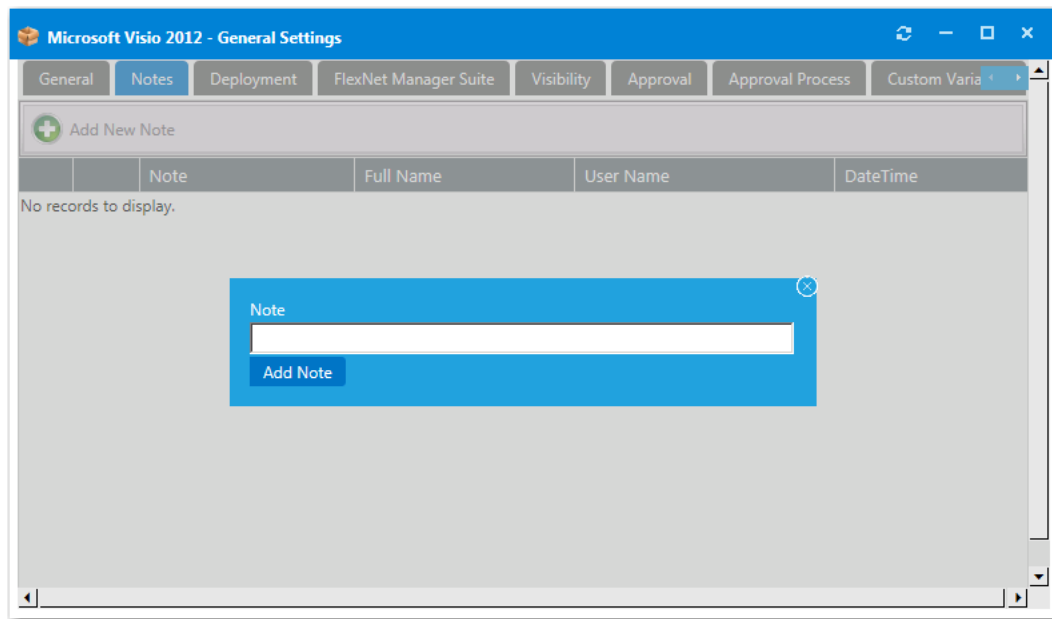 Microsoft Visio 2012 - General Settings
General Notes Deployment FlexNet Manager Suite Visibility Approval Approval Process Custom Varia
Add New Note
Note Full Name User Name DateTime
No records to display.
Note
Add Note